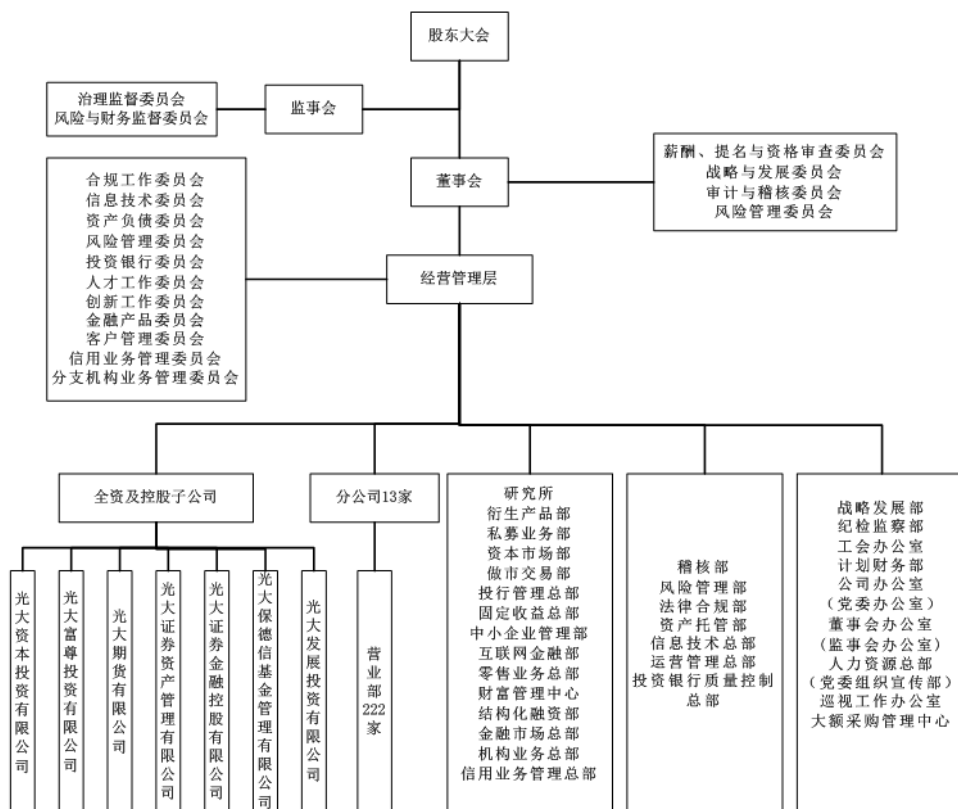 股东大会
治理监督委员会
风险与财务监督委员会
监事会
薪酬、提名与资格审查委员会
战略与发展委员会
审计与稽核委员会
风险管理委员会
董事会
合规工作委员会
信息技术委员会
资产负债委员会
风险管理委员会
投资银行委员会
人才工作委员会
创新工作委员会
金融产品委员会
客户管理委员会
信用业务管理委员会
分支机构业务管理委员会
经营管理层
全资及控股子公司
光大资本投资有限公司
光大富尊投资有限公司
光大期货有限公司
光大证券资产管理有限公司
光大证券金融控股有限公司
光大保德信基金管理有限公司
光大发展投资有限公司
分公司13家
营业部
222
家
研究所
衍生产品部
私募业务部
资本市场部
做市交易部
投行管理总部
固定收益总部
中小企业管理部
互联网金融部
零售业务总部
财富管理中心
结构化融资部
金融市场总部
机构业务总部
信用业务管理总部
稽核部
风险管理部
法律合规部
资产托管部
信息技术总部
运营管理总部
投资银行质量控制
总部
战略发展部
纪检监察部
工会办公室
计划财务部
公司办公室
（党委办公室）
董事会办公室
(监事会办公室)
人力资源总部
(党委组织宣传部)
巡视工作办公室
大额采购管理中心